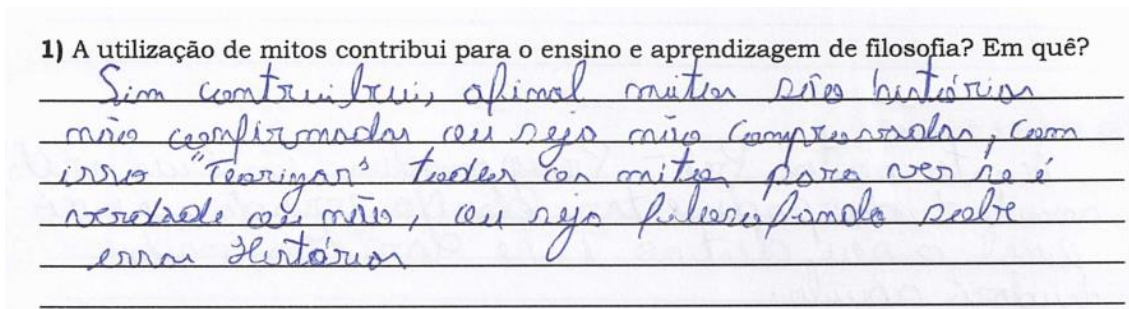 1) A utilização de mitos contribui para o ensino e aprendizagem de filosofia? Em quê?
Sim contruibrui, afinal mitos são histórias
não confirmadas ou seja não comprovadas, com
isso "Teorizar" todos os mitos para ver se é
verdade ou não, ou seja filosofando sobre
essas Histórias